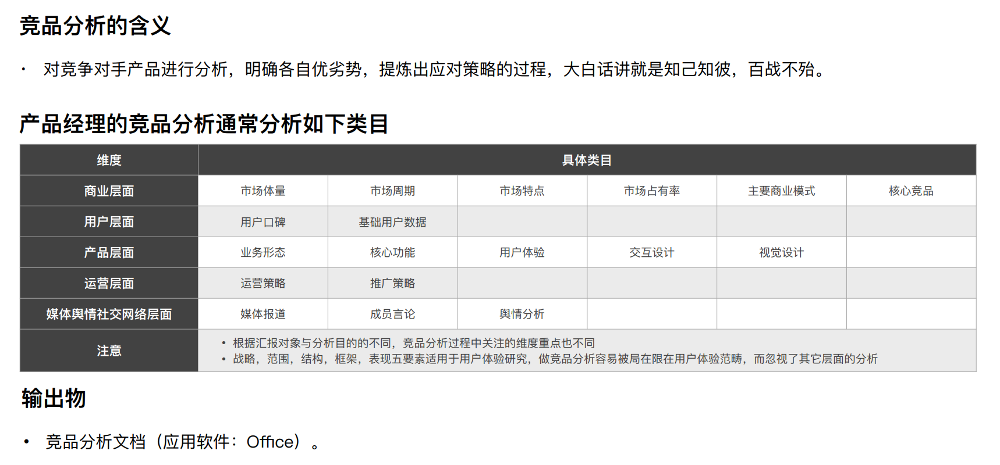 竞品分析的含义
• 对竞争对手产品进行分析，明确各自优劣势，提炼出应对策略的过程，大白话讲就是知己知彼，百战不殆。
产品经理的竞品分析通常分析如下类目
维度 具体类目
商业层面 市场体量 市场周期 市场特点 市场占有率 主要商业模式 核心竞品
用户层面 用户口碑 基础用户数据
产品层面 业务形态 核心功能 用户体验 交互设计 视觉设计
运营层面 运营策略 推广策略
媒体舆情社交网络层面 媒体报道 成员言论 舆情分析
注意
• 根据汇报对象与分析目的的不同，竞品分析过程中关注的维度重点也不同
• 战略，范围，结构，框架，表现五要素适用于用户体验研究，做竞品分析容易被局在限在用户体验范畴，而忽视了其它层面的分析
输出物
• 竞品分析文档（应用软件：Office）。